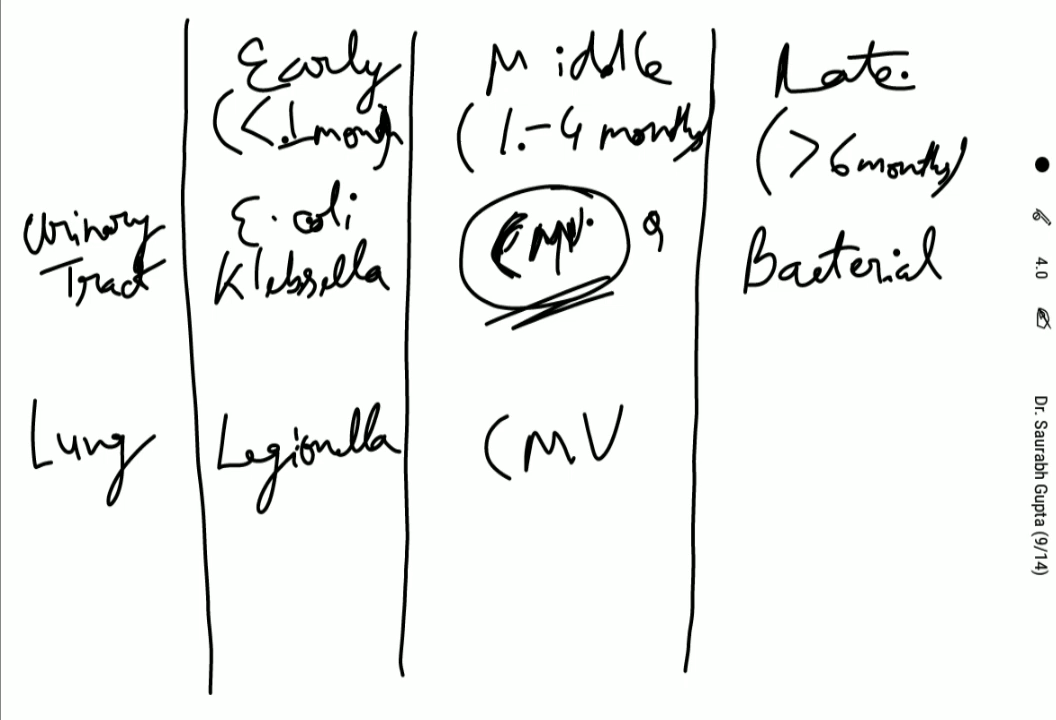 Early
(<.1 month)
Middle
(1.-4 months)
Late.
(>6 months)
Urinary
Tract
E. coli
Klebsiella
CMV.
Bacterial
Lung
Legionella
CMV
4.0
Dr. Saurabh Gupta (9/14)